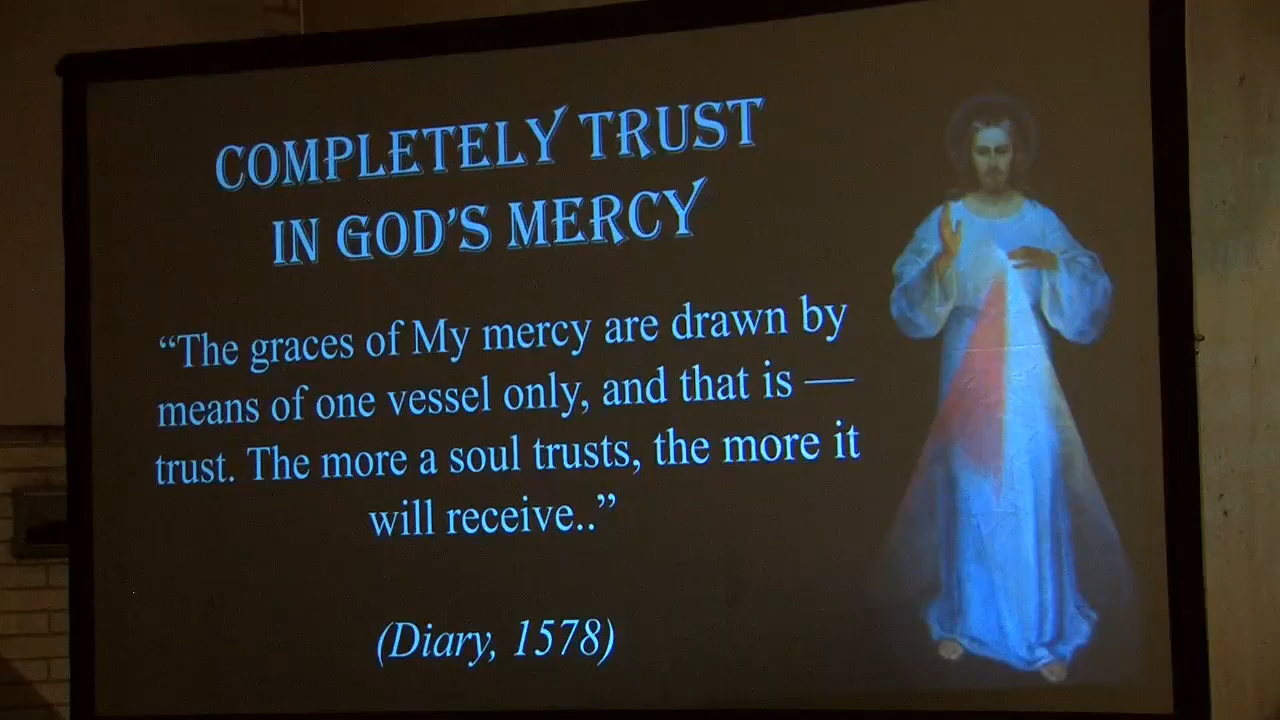 COMPLETELY TRUST
IN GOD'S MERCY
“The graces of My mercy are drawn by
means of one vessel only, and that is —
trust. The more a soul trusts, the more it
will receive..”
(Diary, 1578)